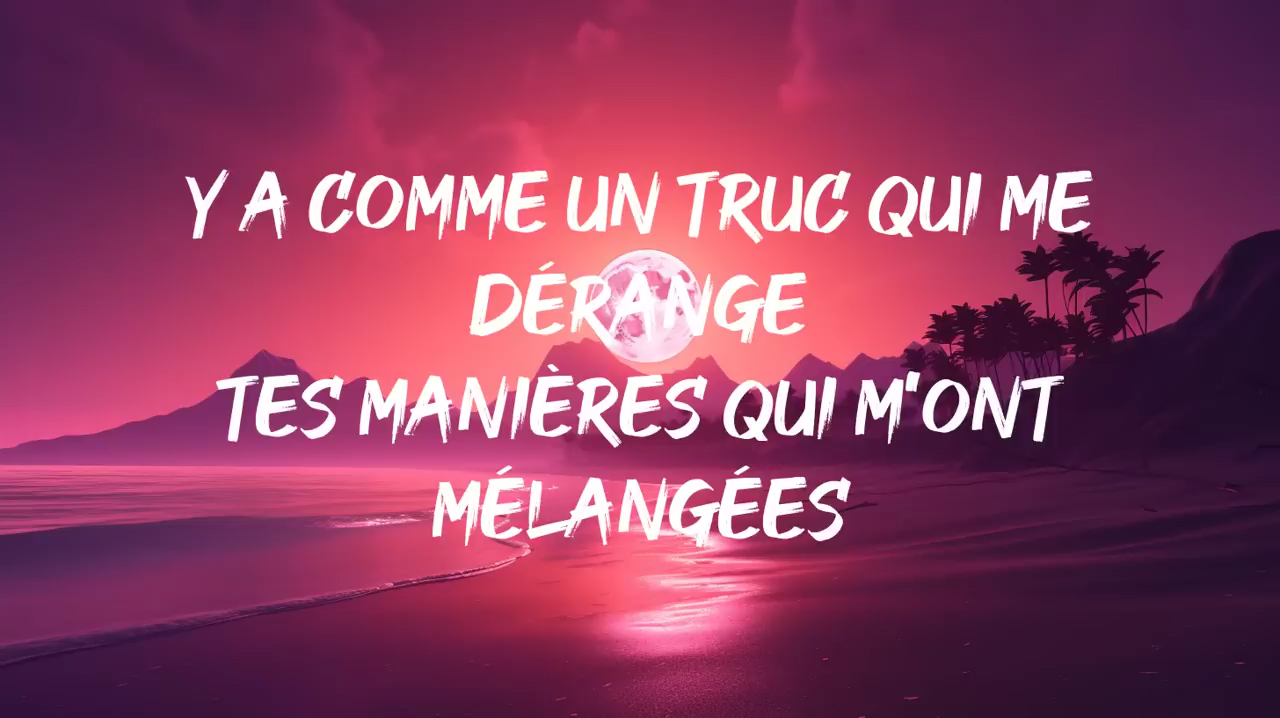 Y A COMME UN TRUC QUI ME
DÉRANGE
TES MANIÈRES QUI M'ONT
MÉLANGÉES